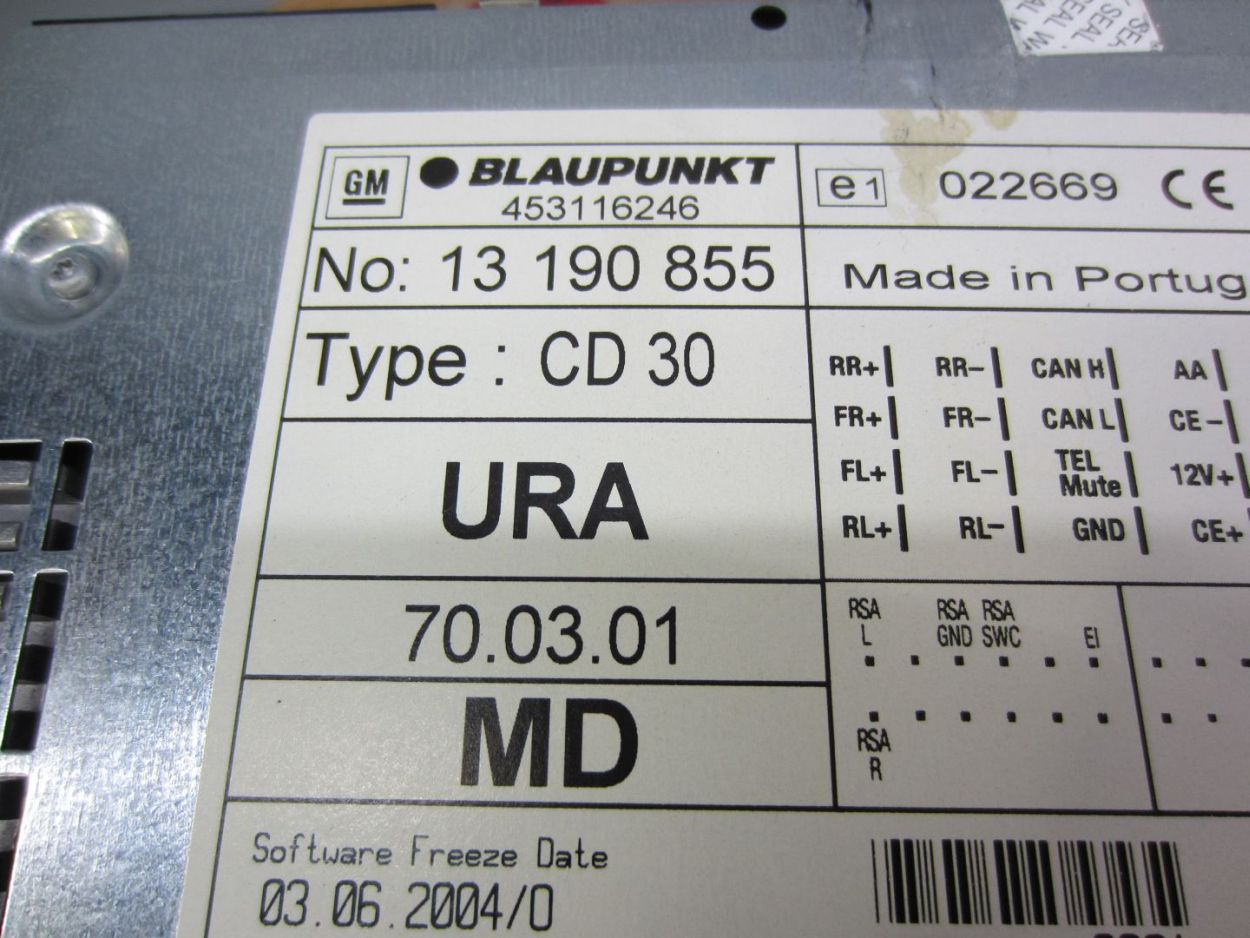 SEAL
GM BLAUPUNKT
453116246
e1 022669 CE
No: 13 190 855
Made in Portug
Type : CD 30
RR+ RR- CAN H AA
FR+ FR- CAN L CE-
FL+ FL- TEL Mute 12V+
RL+ RL- GND CE+
URA
70.03.01
RSA L RSA GND RSA SWC EI
RSA R
MD
Software Freeze Date
03.06.2004/0